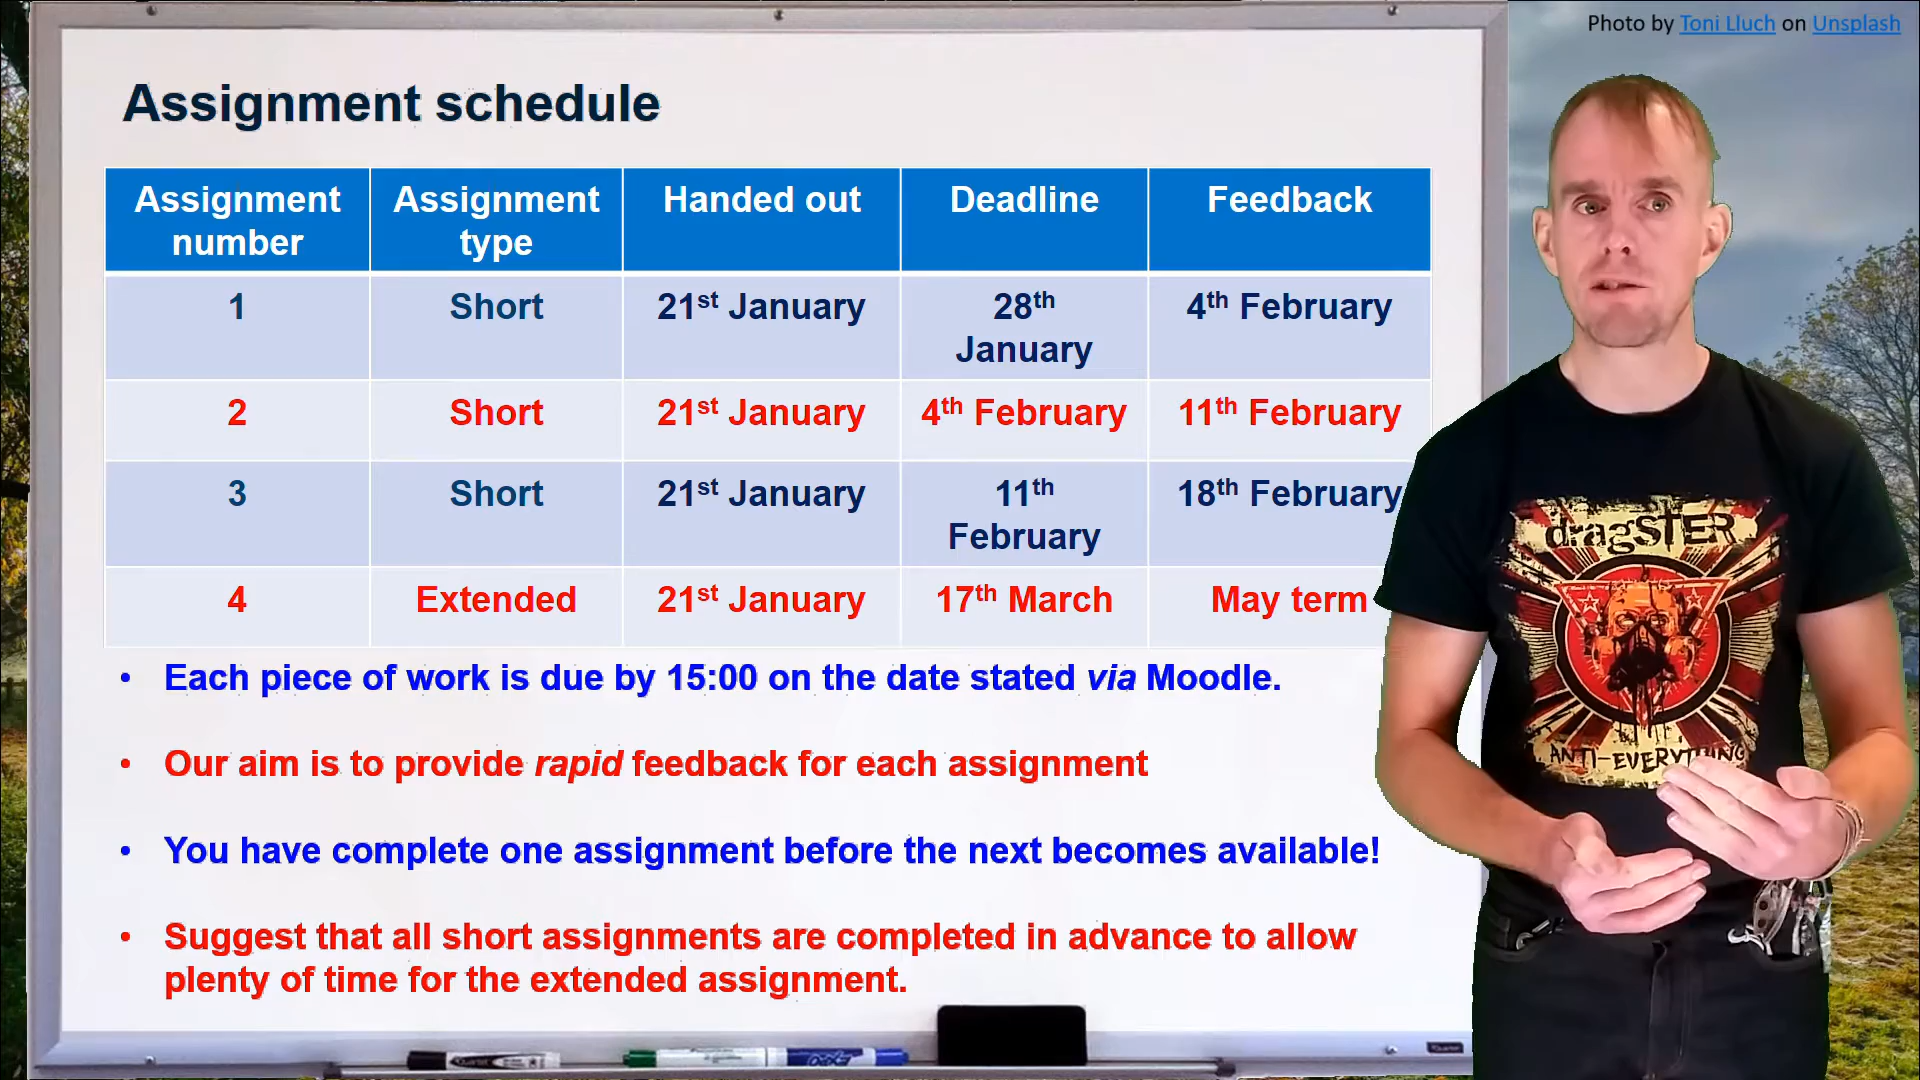 Photo by Toni Lluch on Unsplash
Assignment schedule
Assignment number Assignment type Handed out Deadline Feedback
1 Short 21st January 28th January 4th February
2 Short 21st January 4th February 11th February
3 Short 21st January 11th February 18th February
4 Extended 21st January 17th March May term
• Each piece of work is due by 15:00 on the date stated via Moodle.
• Our aim is to provide rapid feedback for each assignment
• You have complete one assignment before the next becomes available!
• Suggest that all short assignments are completed in advance to allow
plenty of time for the extended assignment.
dragSTER
ANTI-EVERYTHING